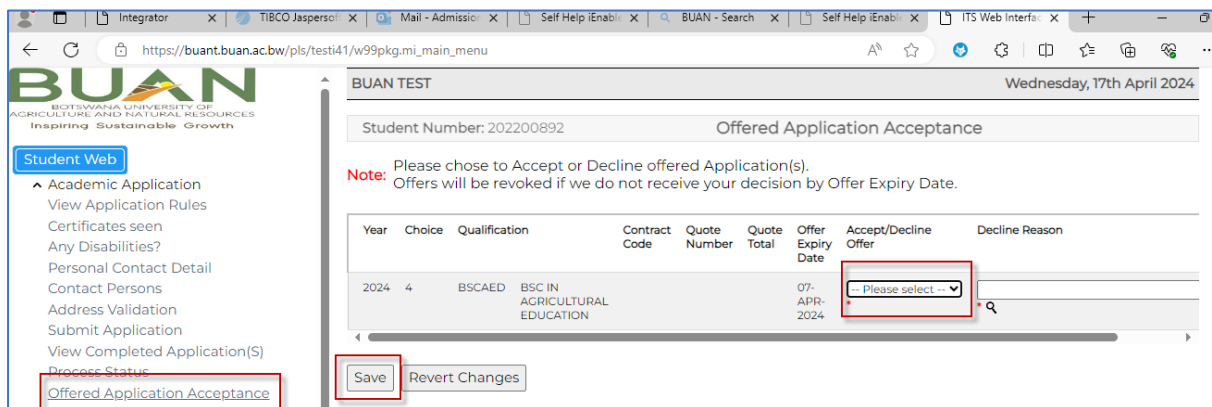 Integrator
TIBCO Jaspersoft
Mail - Admission
Self Help iEnable
BUAN - Search
Self Help iEnable
ITS Web Interfac
https://buant.buan.ac.bw/pls/testi41/w99pkg.mi_main_menu
BUAN
BOTSWANA UNIVERSITY OF
AGRICULTURE AND NATURAL RESOURCES
Inspiring Sustainable Growth
Student Web
Academic Application
View Application Rules
Certificates seen
Any Disabilities?
Personal Contact Detail
Contact Persons
Address Validation
Submit Application
View Completed Application(S)
Process Status
Offered Application Acceptance
BUAN TEST Wednesday, 17th April 2024
Student Number: 202200892 Offered Application Acceptance
Note: Please chose to Accept or Decline offered Application(s).
Offers will be revoked if we do not receive your decision by Offer Expiry Date.
Year Choice Qualification Contract Quote Quote Offer Accept/Decline Decline Reason
Code Number Total Expiry Offer
Date
2024 4 BSCAED BSC IN 07- -- Please select --
AGRICULTURAL APR- * *
EDUCATION 2024
Save Revert Changes